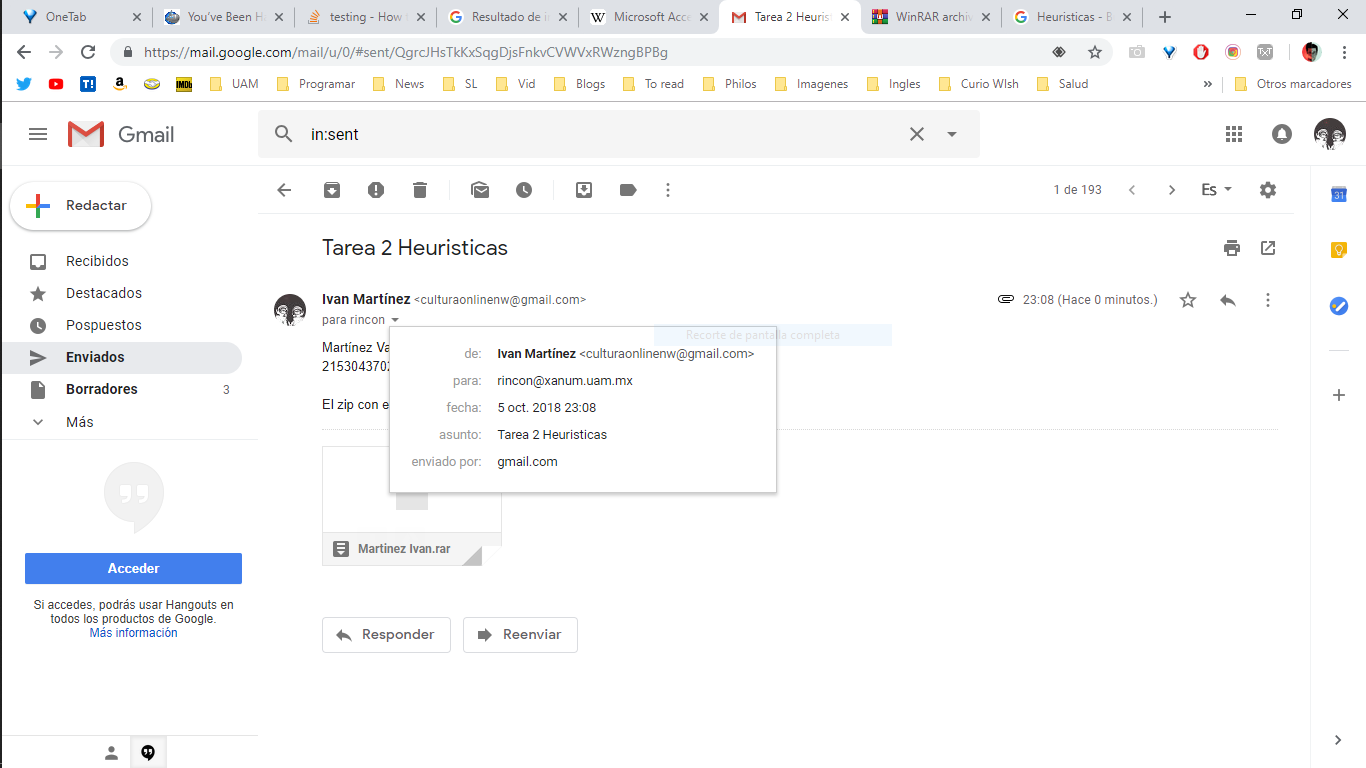 OneTab
You've Been H
testing - How
Resultado de i
Microsoft Acce
Tarea 2 Heurist
WinRAR archiv
Heuristicas - B
https://mail.google.com/mail/u/0/#sent/QgrcJHsTkKxSqgDjsFnkvCVWVxRWzngBPBg
TXT
T!
IMDb
UAM
Programar
News
SL
Vid
Blogs
To read
Philos
Imagenes
Ingles
Curio WIsh
Salud
»
Otros marcadores
Gmail
in:sent
Redactar
1 de 193
Es
31
Recibidos
Destacados
Pospuestos
Enviados
Borradores 3
Más
Tarea 2 Heuristicas
Ivan Martínez <culturaonlinenw@gmail.com>
23:08 (Hace 0 minutos.)
para rincon
Recorte de pantalla completa
Martínez Va
215304370
El zip con e
de: Ivan Martínez <culturaonlinenw@gmail.com>
para: rincon@xanum.uam.mx
fecha: 5 oct. 2018 23:08
asunto: Tarea 2 Heuristicas
enviado por: gmail.com
Martinez Ivan.rar
Responder
Reenviar
Acceder
Si accedes, podrás usar Hangouts en
todos los productos de Google.
Más información